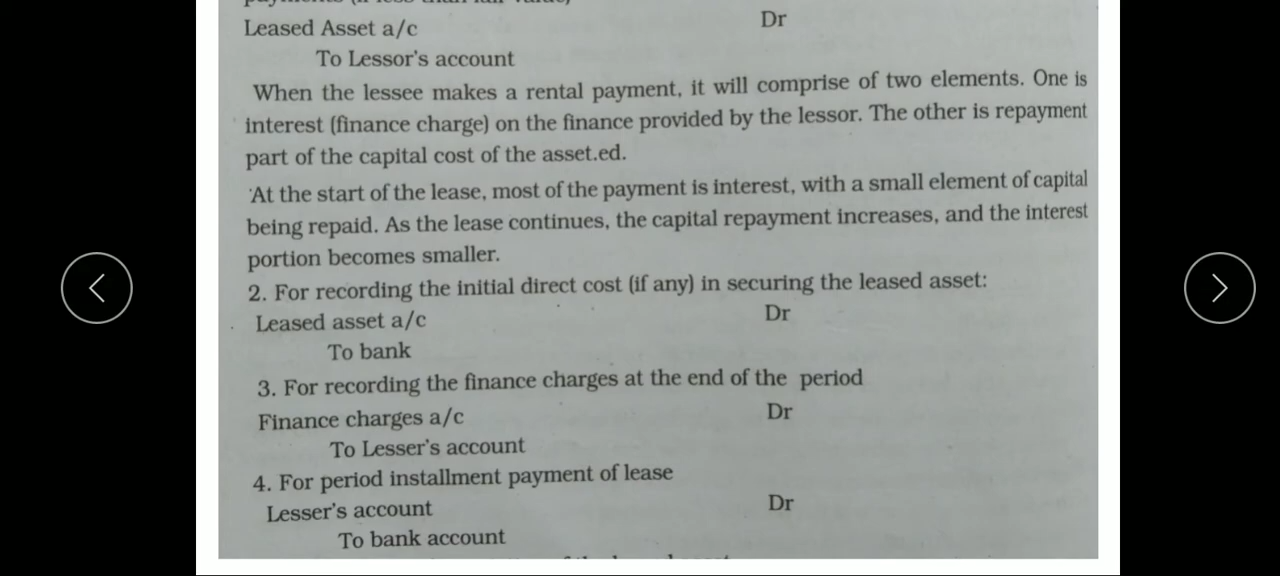 Leased Asset a/c Dr
To Lessor's account
When the lessee makes a rental payment, it will comprise of two elements. One is
interest (finance charge) on the finance provided by the lessor. The other is repayment
part of the capital cost of the asset.ed.
'At the start of the lease, most of the payment is interest, with a small element of capital
being repaid. As the lease continues, the capital repayment increases, and the interest
portion becomes smaller.
2. For recording the initial direct cost (if any) in securing the leased asset:
Leased asset a/c Dr
To bank
3. For recording the finance charges at the end of the period
Finance charges a/c Dr
To Lesser's account
4. For period installment payment of lease
Lesser's account Dr
To bank account